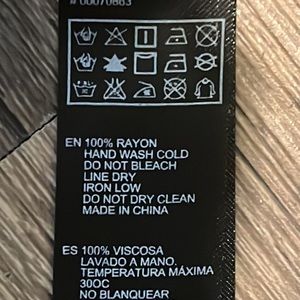 # 00070863
EN 100% RAYON
HAND WASH COLD
DO NOT BLEACH
LINE DRY
IRON LOW
DO NOT DRY CLEAN
MADE IN CHINA
ES 100% VISCOSA
LAVADO A MANO.
TEMPERATURA MÁXIMA
30OC
NO BLANQUEAR